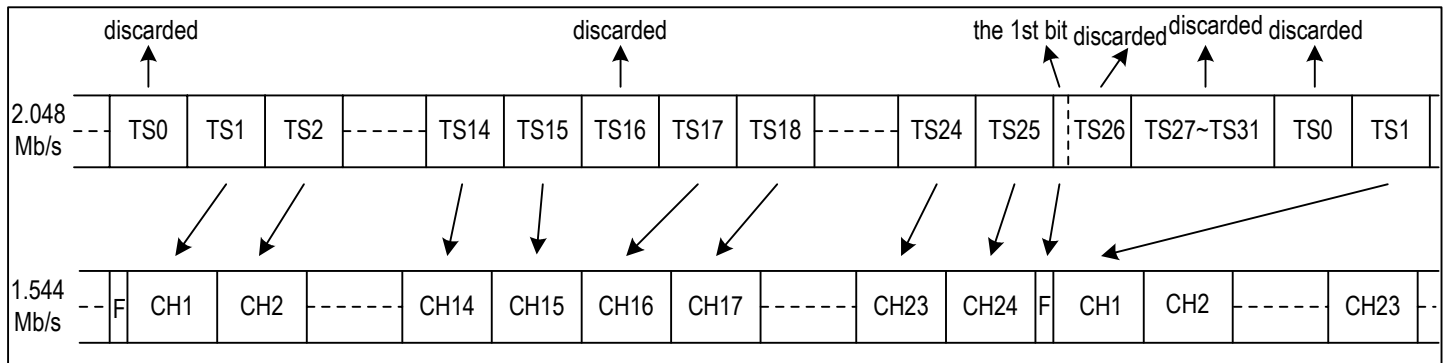 discarded discarded the 1st bit discarded discarded discarded
2.048 Mb/s
TS0 TS1 TS2 TS14 TS15 TS16 TS17 TS18 TS24 TS25 TS26 TS27~TS31 TS0 TS1
1.544 Mb/s
F CH1 CH2 CH14 CH15 CH16 CH17 CH23 CH24 F CH1 CH2 CH23